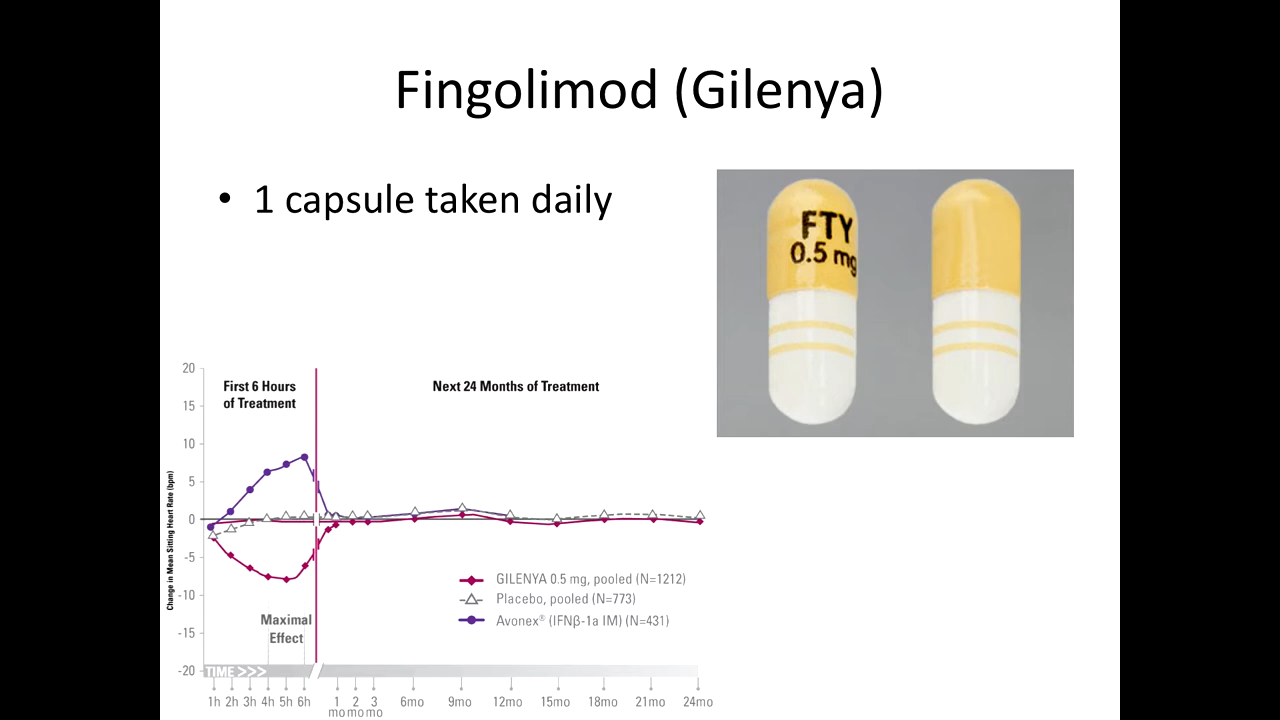 Fingolimod (Gilenya)
• 1 capsule taken daily
FTY
0.5 mg
Change in Mean Sitting Heart Rate (bpm)
20
15
10
5
0
-5
-10
-15
-20
First 6 Hours
of Treatment
Next 24 Months of Treatment
GILENYA 0.5 mg, pooled (N=1212)
Placebo, pooled (N=773)
Avonex® (IFNβ-1a IM) (N=431)
Maximal
Effect
TIME >>>
1h 2h 3h 4h 5h 6h 1 mo 2 mo 3 mo 6mo 9mo 12mo 15mo 18mo 21mo 24mo